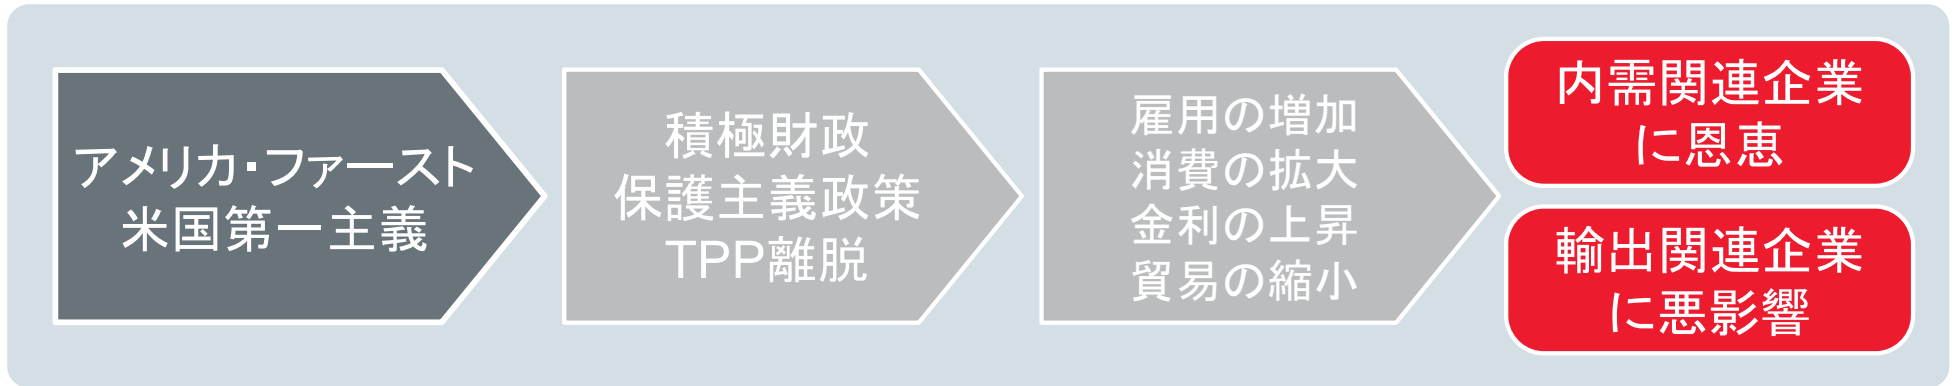 アメリカ・ファースト
米国第一主義
積極財政
保護主義政策
TPP離脱
雇用の増加
消費の拡大
金利の上昇
貿易の縮小
内需関連企業
に恩恵
輸出関連企業
に悪影響